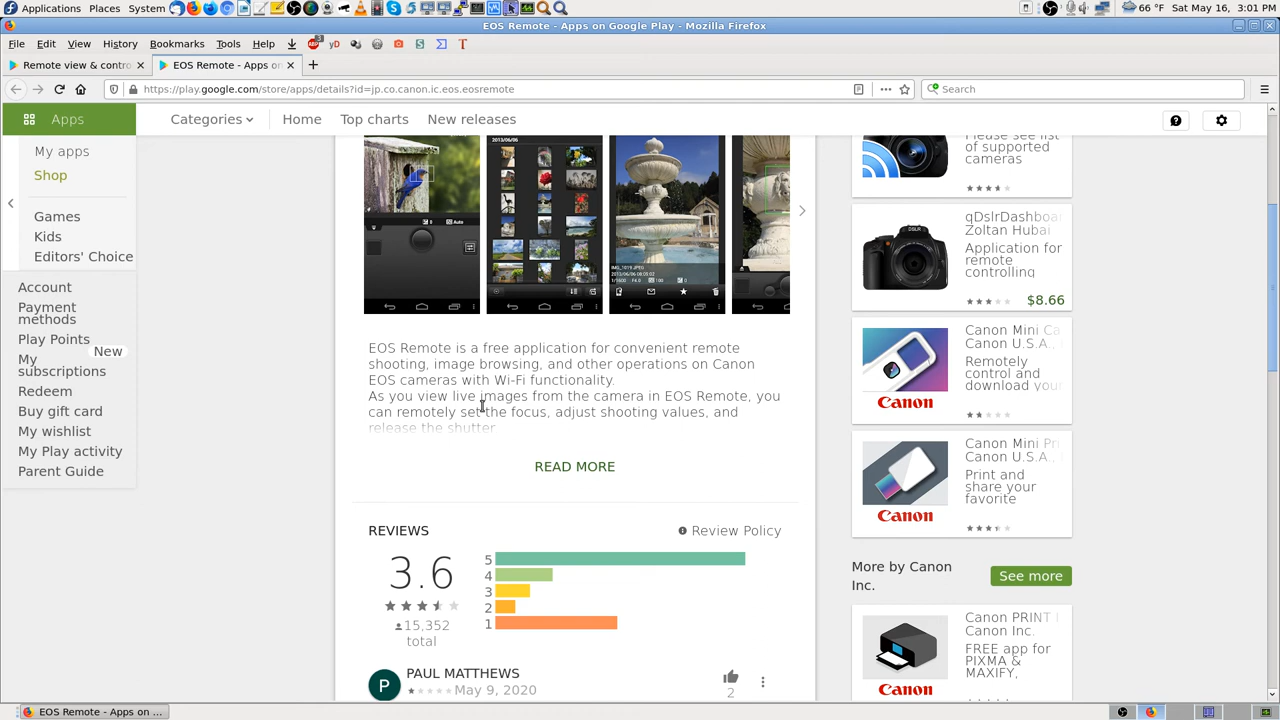 Applications Places System
66 °F Sat May 16, 3:01 PM
EOS Remote - Apps on Google Play - Mozilla Firefox
File Edit View History Bookmarks Tools Help
Remote view & contro
EOS Remote - Apps on
https://play.google.com/store/apps/details?id=jp.co.canon.ic.eos.eosremote
Search
Apps
Categories
Home
Top charts
New releases
My apps
Shop
Games
Kids
Editors' Choice
Account
Payment
methods
Play Points
My
subscriptions
New
Redeem
Buy gift card
My wishlist
My Play activity
Parent Guide
EOS Remote is a free application for convenient remote
shooting, image browsing, and other operations on Canon
EOS cameras with Wi-Fi functionality.
As you view live images from the camera in EOS Remote, you
can remotely set the focus, adjust shooting values, and
release the shutter
READ MORE
REVIEWS
Review Policy
3.6
15,352
total
5
4
3
2
1
P
PAUL MATTHEWS
May 9, 2020
2
Please see list
of supported
cameras
qDslrDashboa
Zoltan Hubai
Application for
remote
controlling
$8.66
Canon Mini Ca
Canon U.S.A.,
Remotely
control and
download your
Canon
Canon Mini Pri
Canon U.S.A.,
Print and
share your
favorite
Canon
More by Canon
Inc.
See more
Canon PRINT
Canon Inc.
FREE app for
PIXMA &
MAXIFY,
Canon
EOS Remote - Apps on ...